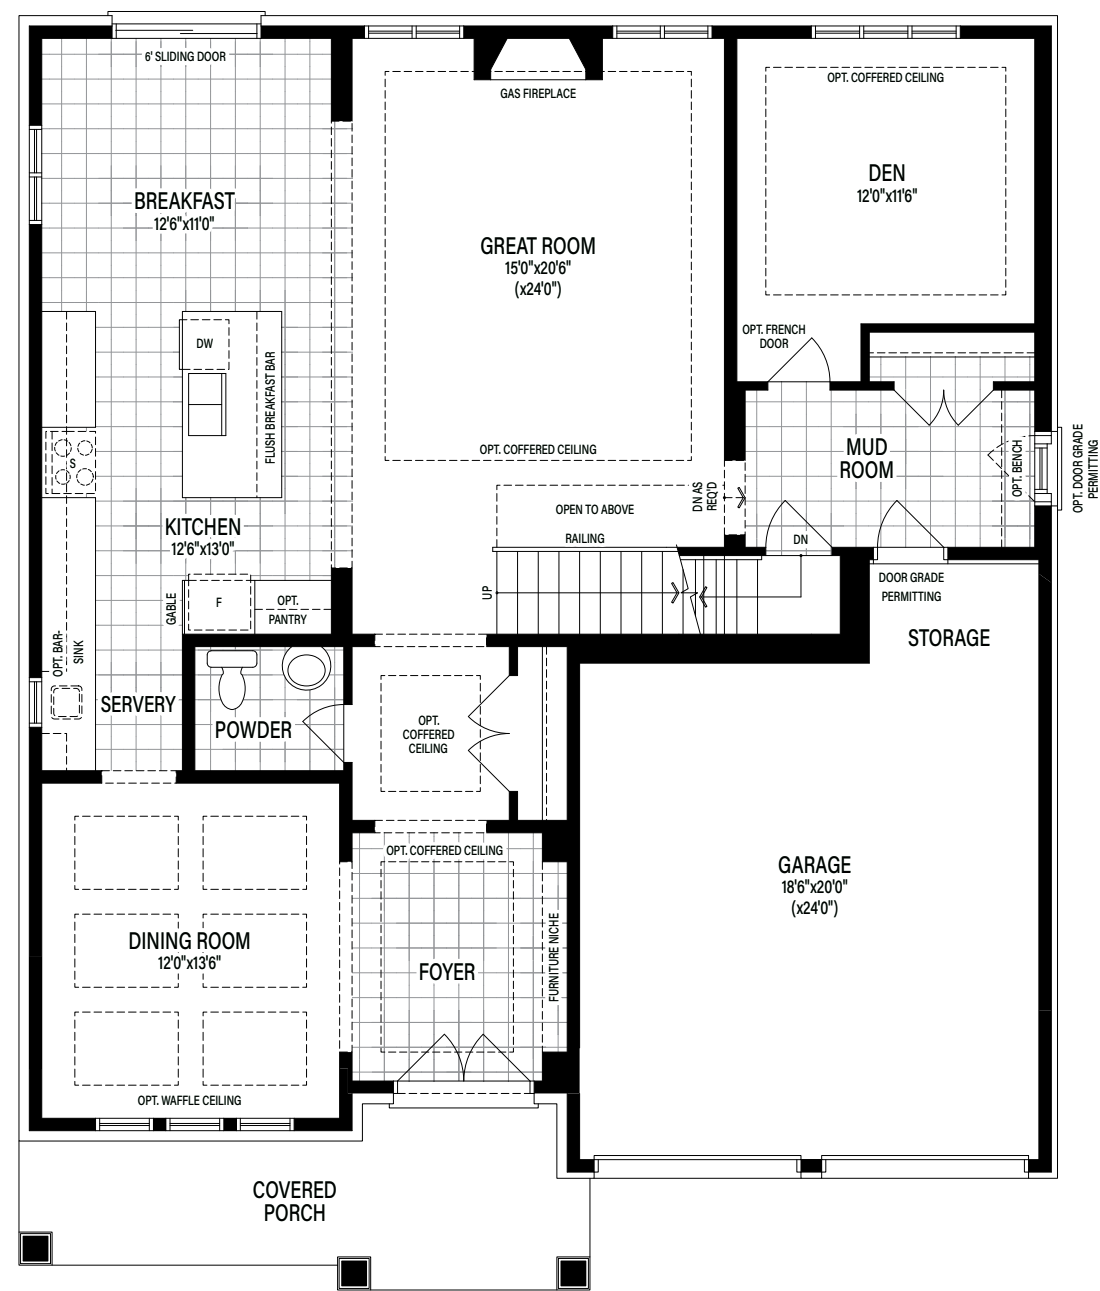 6' SLIDING DOOR
GAS FIREPLACE
OPT. COFFERED CEILING
DEN
12'0"x11'6"
BREAKFAST
12'6"x11'0"
GREAT ROOM
15'0"x20'6"
(x24'0")
OPT. FRENCH
DOOR
DW
FLUSH BREAKFAST BAR
OPT. COFFERED CEILING
S
MUD
ROOM
OPT. BENCH
OPT. DOOR GRADE
PERMITTING
DN AS
REQ'D
OPEN TO ABOVE
RAILING
DN
KITCHEN
12'6"x13'0"
UP
GABLE
F
OPT.
PANTRY
DOOR GRADE
PERMITTING
STORAGE
OPT. BAR-
SINK
SERVERY
POWDER
OPT.
COFFERED
CEILING
OPT. COFFERED CEILING
GARAGE
18'6"x20'0"
(x24'0")
DINING ROOM
12'0"x13'6"
FOYER
FURNITURE NICHE
OPT. WAFFLE CEILING
COVERED
PORCH